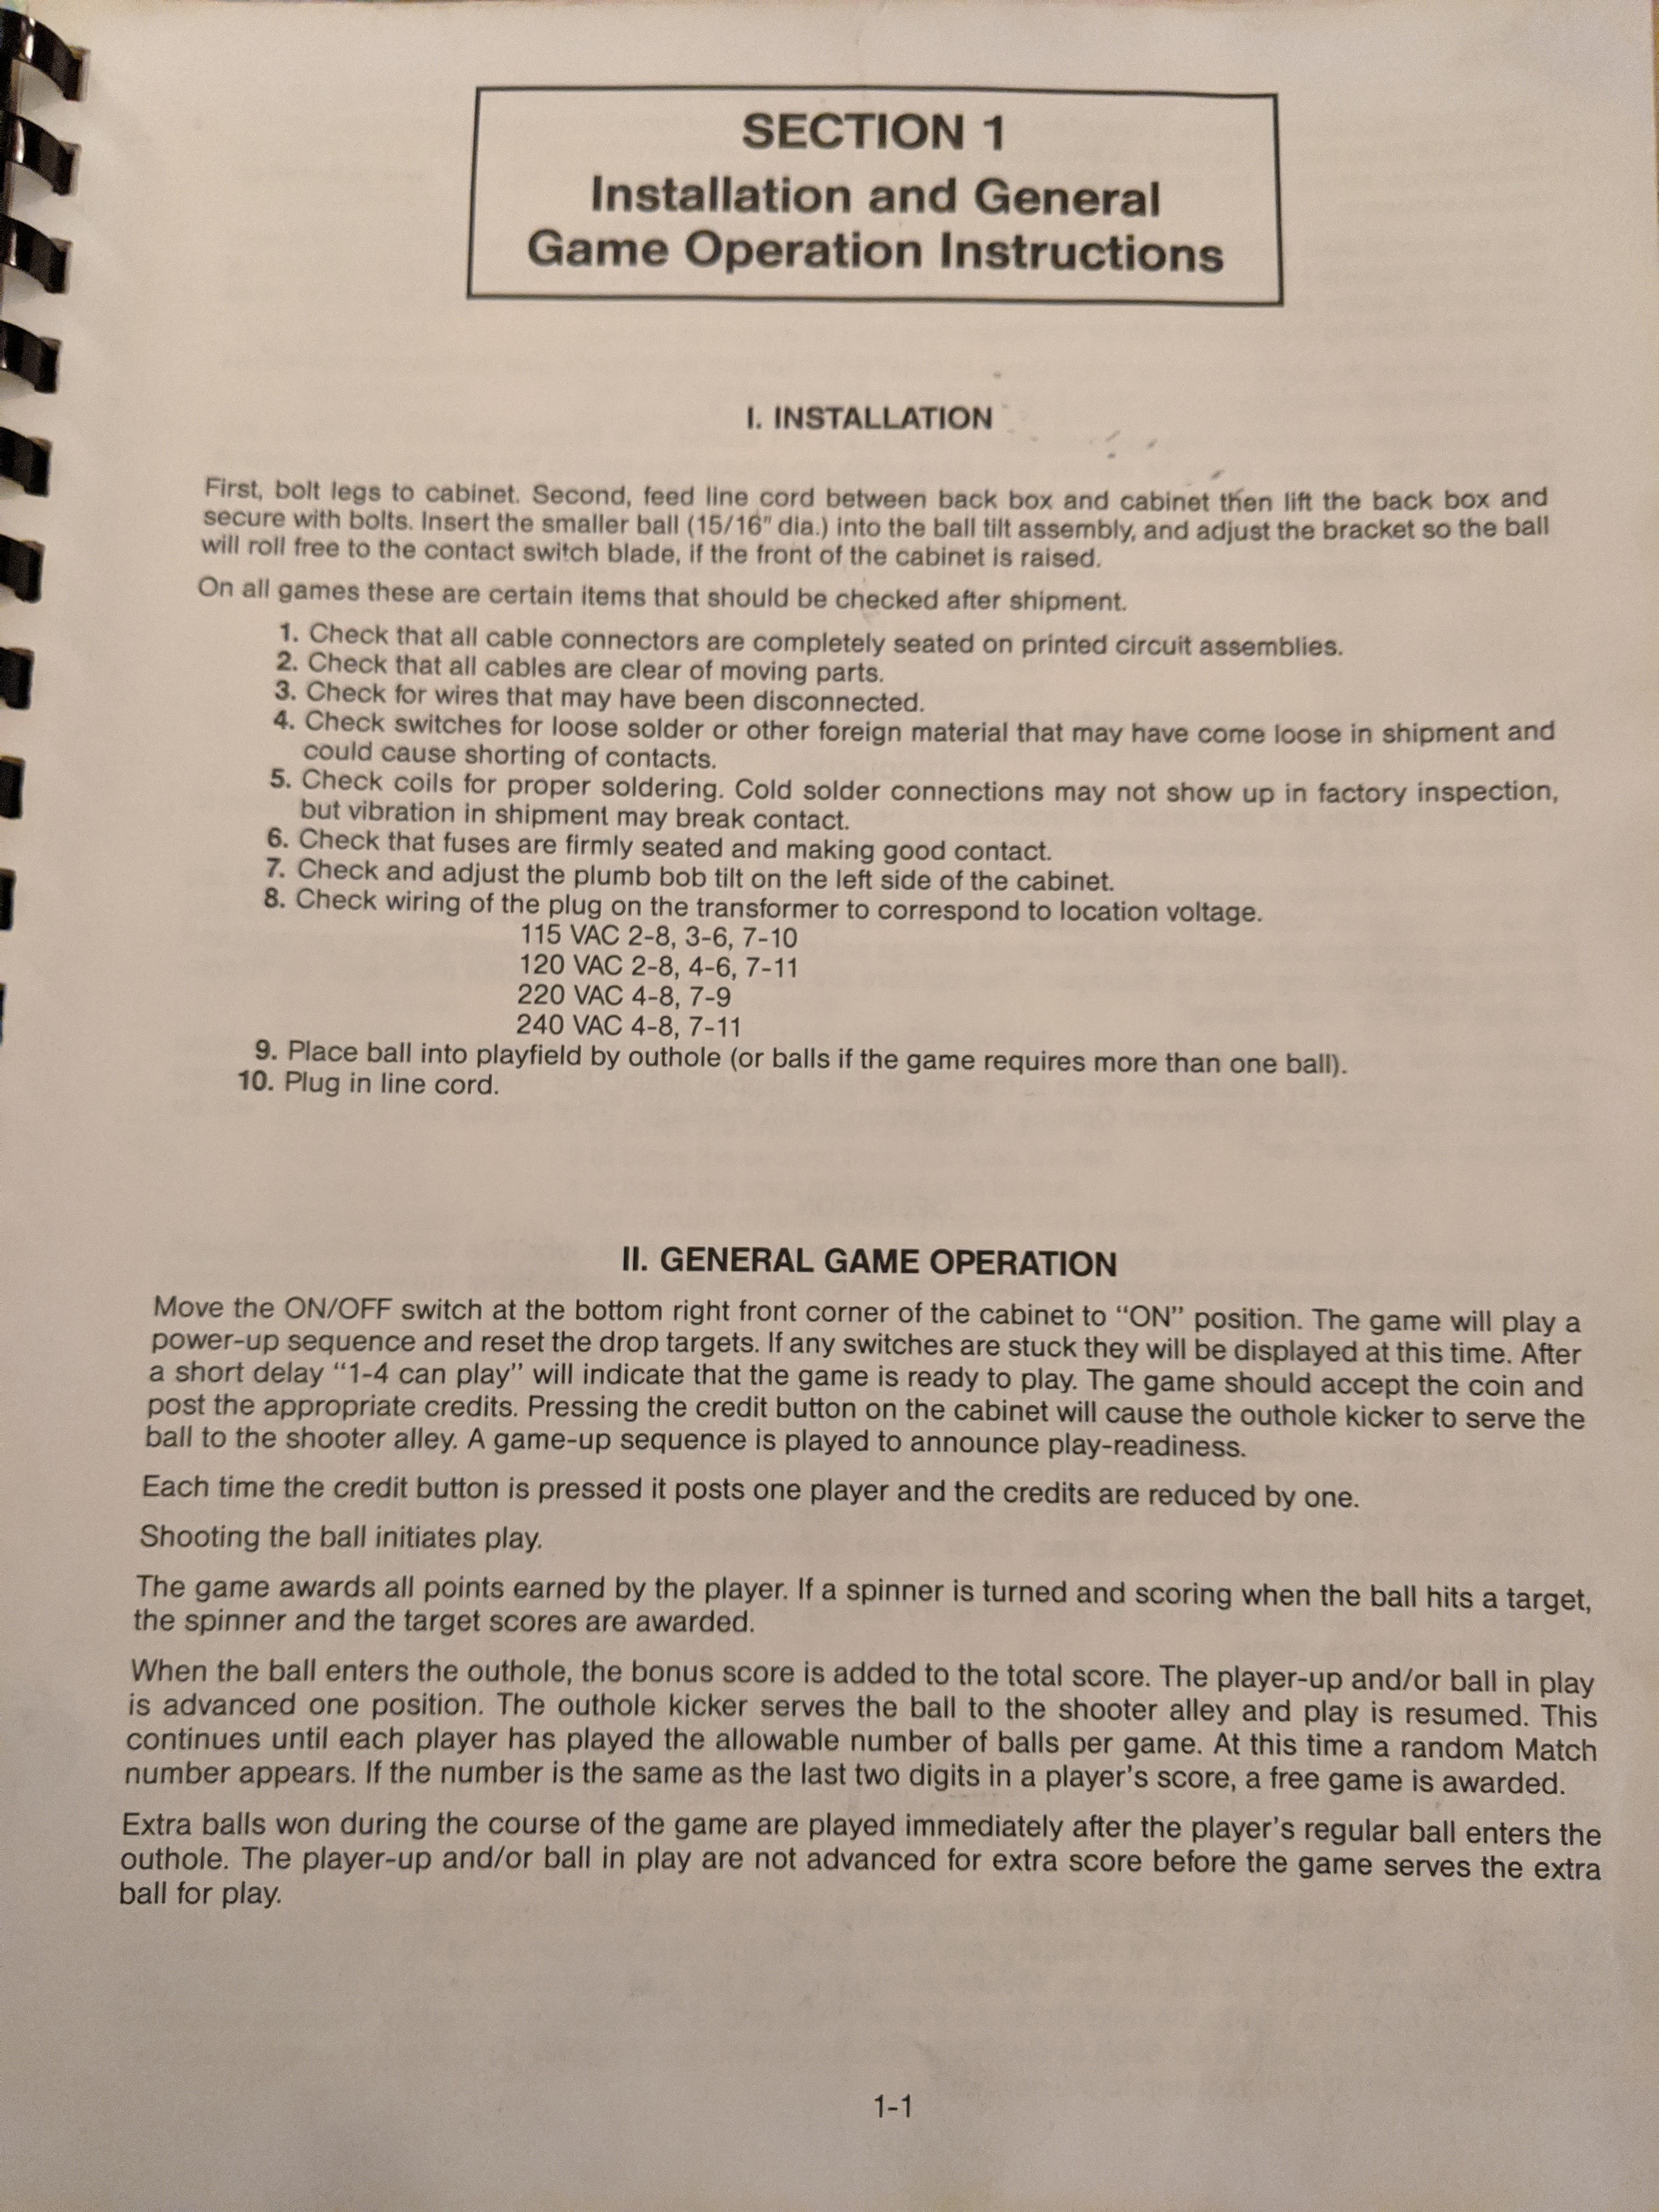 SECTION 1
Installation and General
Game Operation Instructions
I. INSTALLATION
First, bolt legs to cabinet. Second, feed line cord between back box and cabinet then lift the back box and
secure with bolts. Insert the smaller ball (15/16" dia.) into the ball tilt assembly, and adjust the bracket so the ball
will roll free to the contact switch blade, if the front of the cabinet is raised.
On all games these are certain items that should be checked after shipment.
1. Check that all cable connectors are completely seated on printed circuit assemblies.
2. Check that all cables are clear of moving parts.
3. Check for wires that may have been disconnected.
4. Check switches for loose solder or other foreign material that may have come loose in shipment and
could cause shorting of contacts.
5. Check coils for proper soldering. Cold solder connections may not show up in factory inspection,
but vibration in shipment may break contact.
6. Check that fuses are firmly seated and making good contact.
7. Check and adjust the plumb bob tilt on the left side of the cabinet.
8. Check wiring of the plug on the transformer to correspond to location voltage.
115 VAC 2-8, 3-6, 7-10
120 VAC 2-8, 4-6, 7-11
220 VAC 4-8, 7-9
240 VAC 4-8, 7-11
9. Place ball into playfield by outhole (or balls if the game requires more than one ball).
10. Plug in line cord.
II. GENERAL GAME OPERATION
Move the ON/OFF switch at the bottom right front corner of the cabinet to “ON” position. The game will play a
power-up sequence and reset the drop targets. If any switches are stuck they will be displayed at this time. After
a short delay “1-4 can play” will indicate that the game is ready to play. The game should accept the coin and
post the appropriate credits. Pressing the credit button on the cabinet will cause the outhole kicker to serve the
ball to the shooter alley. A game-up sequence is played to announce play-readiness.
Each time the credit button is pressed it posts one player and the credits are reduced by one.
Shooting the ball initiates play.
The game awards all points earned by the player. If a spinner is turned and scoring when the ball hits a target,
the spinner and the target scores are awarded.
When the ball enters the outhole, the bonus score is added to the total score. The player-up and/or ball in play
is advanced one position. The outhole kicker serves the ball to the shooter alley and play is resumed. This
continues until each player has played the allowable number of balls per game. At this time a random Match
number appears. If the number is the same as the last two digits in a player's score, a free game is awarded.
Extra balls won during the course of the game are played immediately after the player's regular ball enters the
outhole. The player-up and/or ball in play are not advanced for extra score before the game serves the extra
ball for play.
1-1